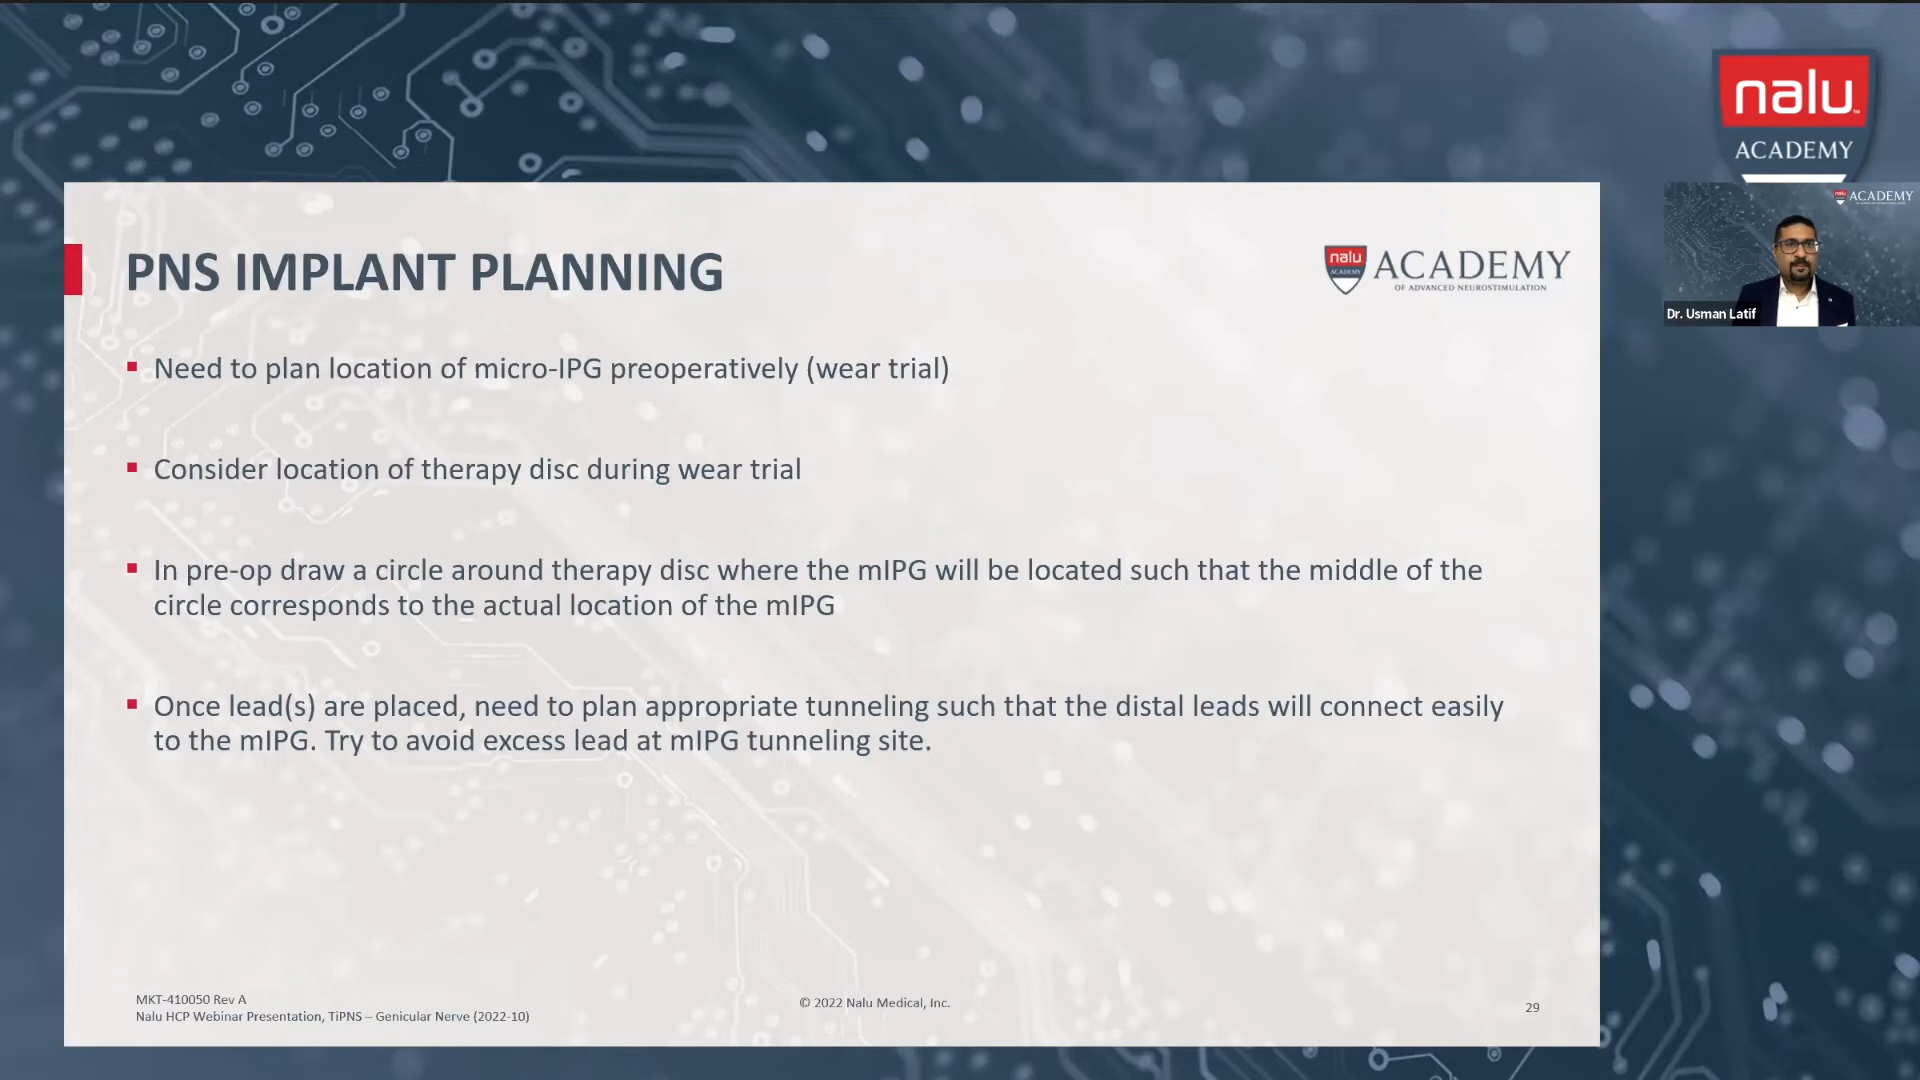 nalu™
ACADEMY
PNS IMPLANT PLANNING
nalu
ACADEMY
ACADEMY
OF ADVANCED NEUROSTIMULATION
ACADEMY
Dr. Usman Latif
Need to plan location of micro-IPG preoperatively (wear trial)
Consider location of therapy disc during wear trial
In pre-op draw a circle around therapy disc where the mIPG will be located such that the middle of the
circle corresponds to the actual location of the mIPG
Once lead(s) are placed, need to plan appropriate tunneling such that the distal leads will connect easily
to the mIPG. Try to avoid excess lead at mIPG tunneling site.
MKT-410050 Rev A
Nalu HCP Webinar Presentation, TiPNS – Genicular Nerve (2022-10)
© 2022 Nalu Medical, Inc.
29